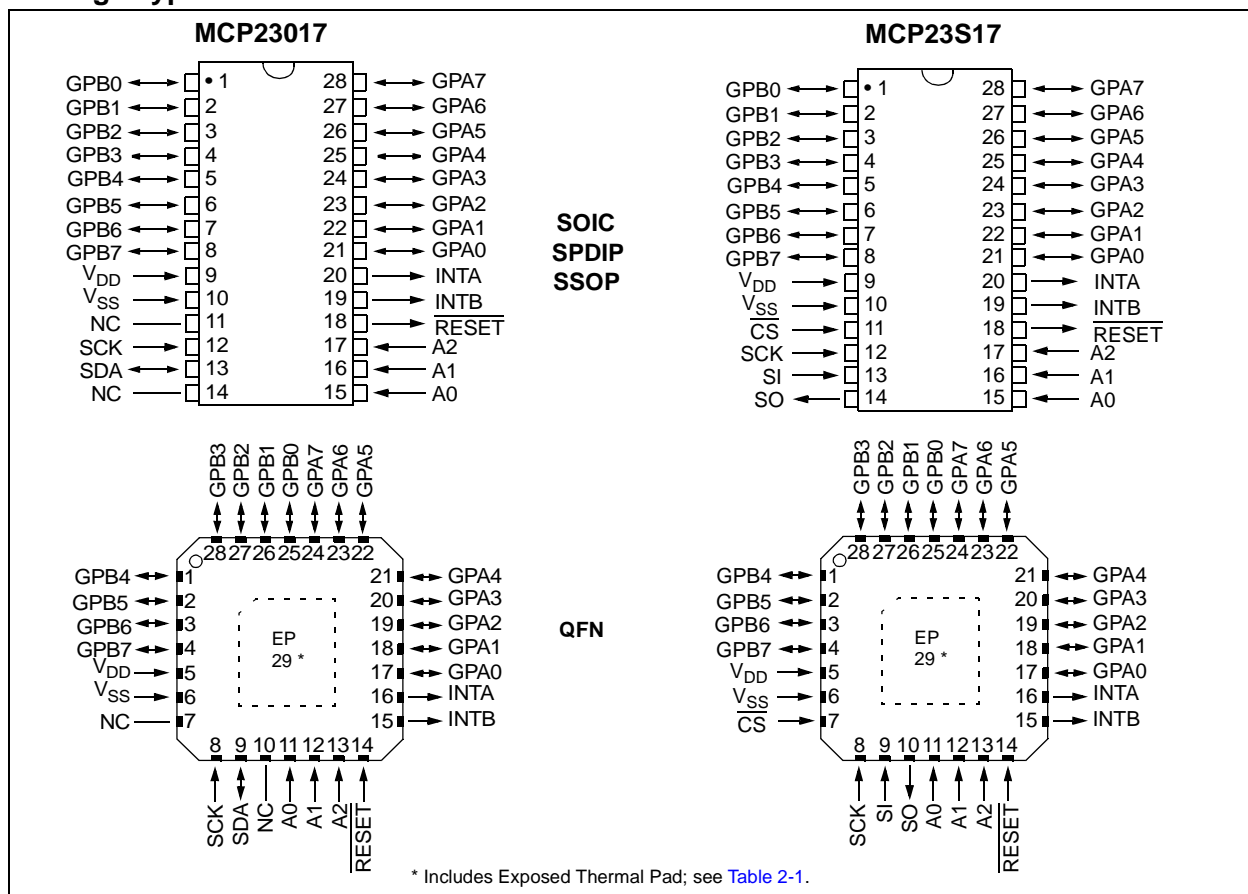 MCP23017
GPB0 1 28 GPA7
GPB1 2 27 GPA6
GPB2 3 26 GPA5
GPB3 4 25 GPA4
GPB4 5 24 GPA3
GPB5 6 23 GPA2
GPB6 7 22 GPA1
GPB7 8 21 GPA0
VDD 9 20 INTA
VSS 10 19 INTB
NC 11 18 RESET
SCK 12 17 A2
SDA 13 16 A1
NC 14 15 A0
MCP23S17
GPB0 1 28 GPA7
GPB1 2 27 GPA6
GPB2 3 26 GPA5
GPB3 4 25 GPA4
GPB4 5 24 GPA3
GPB5 6 23 GPA2
GPB6 7 22 GPA1
GPB7 8 21 GPA0
VDD 9 20 INTA
VSS 10 19 INTB
CS 11 18 RESET
SCK 12 17 A2
SI 13 16 A1
SO 14 15 A0
SOIC
SPDIP
SSOP
GPB3 GPB2 GPB1 GPB0 GPA7 GPA6 GPA5
28 27 26 25 24 23 22
GPB4 1 21 GPA4
GPB5 2 20 GPA3
GPB6 3 19 GPA2
GPB7 4 18 GPA1
VDD 5 17 GPA0
VSS 6 16 INTA
NC 7 15 INTB
EP
29 *
8 9 10 11 12 13 14
SCK SDA NC A0 A1 A2 RESET
QFN
GPB3 GPB2 GPB1 GPB0 GPA7 GPA6 GPA5
28 27 26 25 24 23 22
GPB4 1 21 GPA4
GPB5 2 20 GPA3
GPB6 3 19 GPA2
GPB7 4 18 GPA1
VDD 5 17 GPA0
VSS 6 16 INTA
CS 7 15 INTB
EP
29 *
8 9 10 11 12 13 14
SCK SI SO A0 A1 A2 RESET
* Includes Exposed Thermal Pad; see Table 2-1.